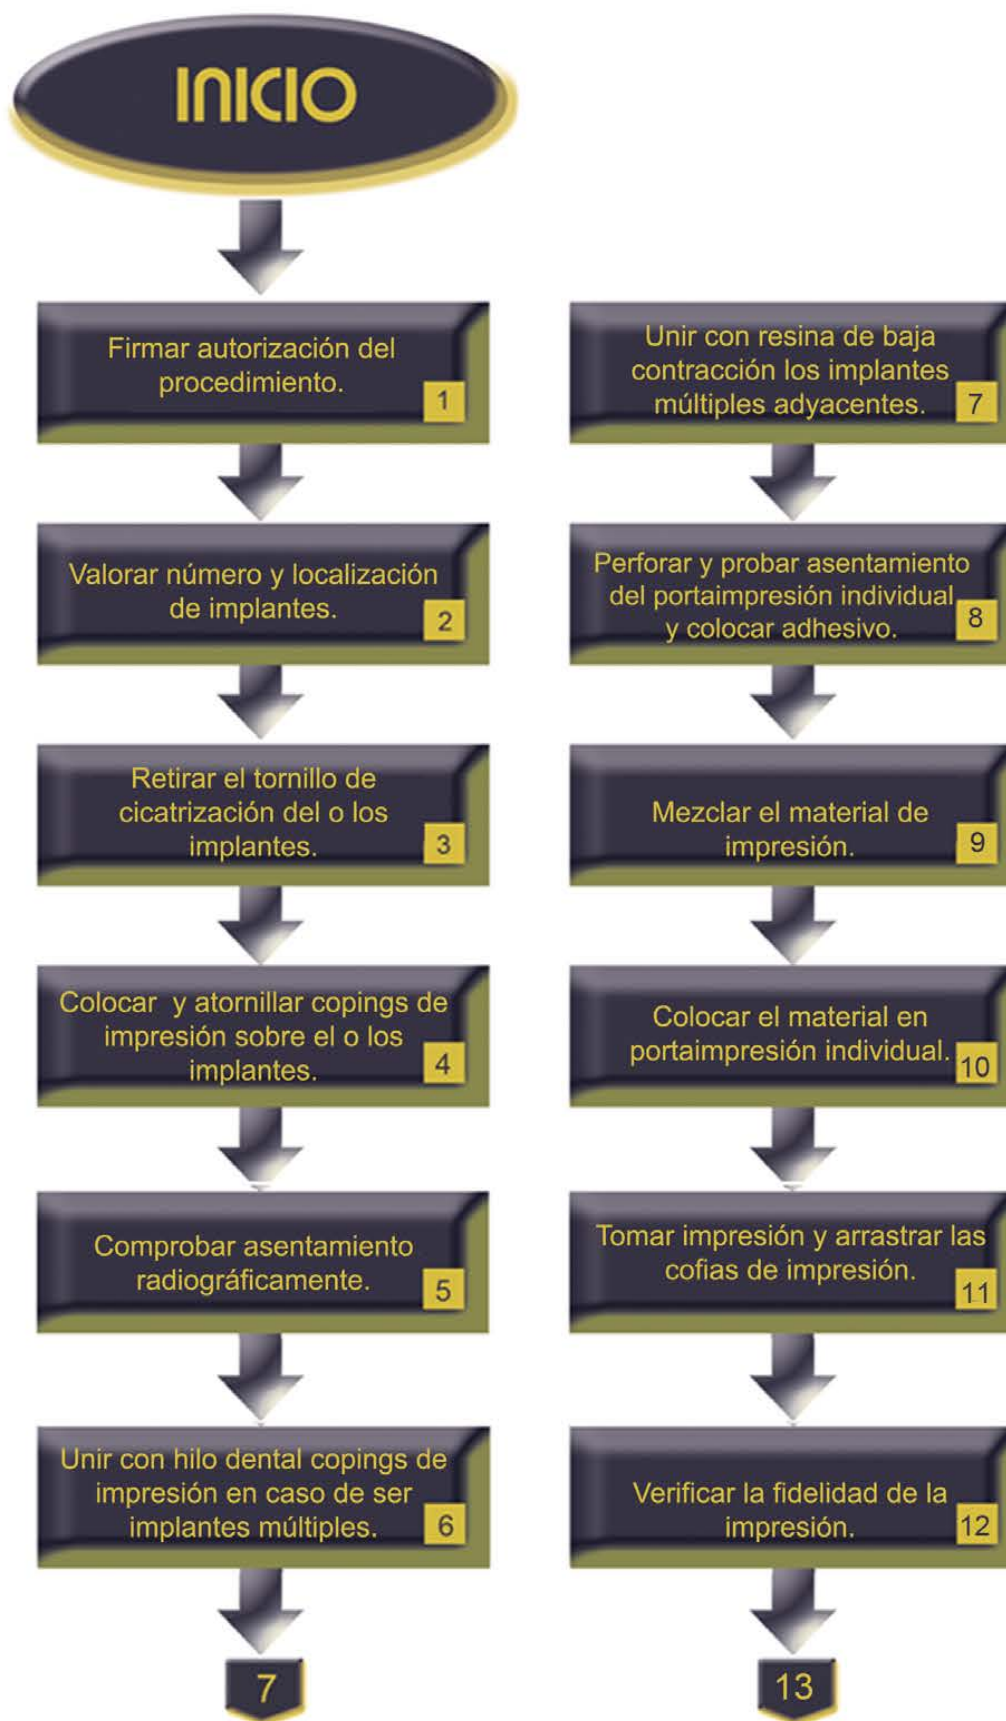 INICIO
Firmar autorización del
procedimiento.
1
Valorar número y localización
de implantes.
2
Retirar el tornillo de
cicatrización del o los
implantes.
3
Colocar y atornillar copings de
impresión sobre el o los
implantes.
4
Comprobar asentamiento
radiográficamente.
5
Unir con hilo dental copings de
impresión en caso de ser
implantes múltiples.
6
7
Unir con resina de baja
contracción los implantes
múltiples adyacentes.
7
Perforar y probar asentamiento
del portaimpresión individual
y colocar adhesivo.
8
Mezclar el material de
impresión.
9
Colocar el material en
portaimpresión individual.
10
Tomar impresión y arrastrar las
cofias de impresión.
11
Verificar la fidelidad de la
impresión.
12
13